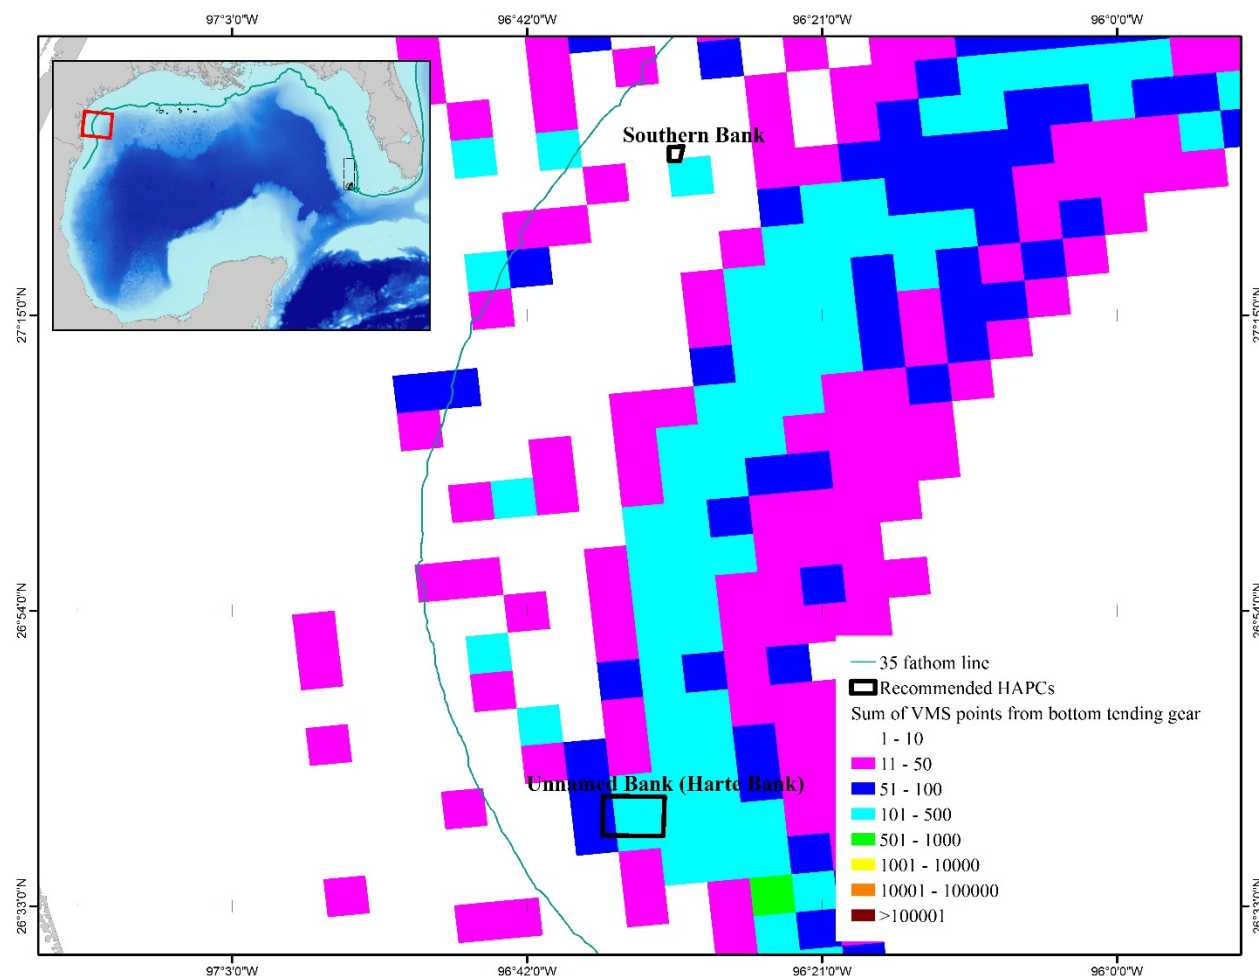 97°3'0"W 96°42'0"W 96°21'0"W 96°0'0"W
Southern Bank
27°15'0"N 27°15'0"N
26°54'0"N 26°54'0"N
35 fathom line
Recommended HAPCs
Sum of VMS points from bottom tending gear
1 - 10
11 - 50
51 - 100
101 - 500
501 - 1000
1001 - 10000
10001 - 100000
>100001
Unnamed Bank (Harte Bank)
26°33'0"N 26°33'0"N
97°3'0"W 96°42'0"W 96°21'0"W 96°0'0"W